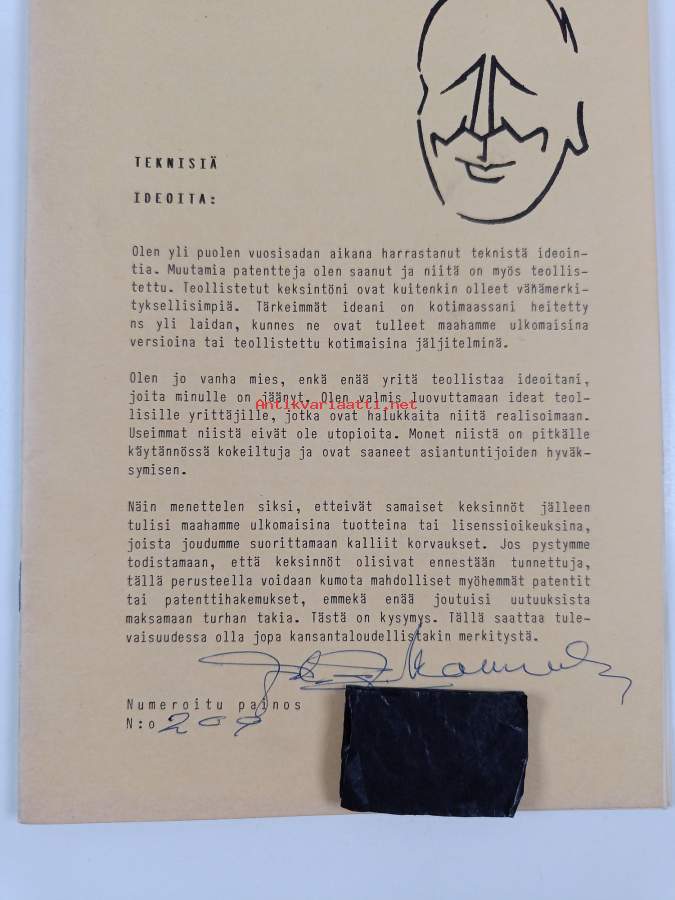 TEKNISIÄ
IDEOITA:
Olen yli puolen vuosisadan aikana harrastanut teknistä ideoin-
tia. Muutamia patentteja olen saanut ja niitä on myös teollis-
tettu. Teollistetut keksintöni ovat kuitenkin olleet vähämerki-
tyksellisimpiä. Tärkeimmät ideani on kotimaassani heitetty
ns yli laidan, kunnes ne ovat tulleet maahamme ulkomaisina
versioina tai teollistettu kotimaisina jäljitelminä.
Olen jo vanha mies, enkä enää yritä teollistaa ideoitani,
joita minulle on jäänyt. Olen valmis luovuttamaan ideat teol-
Antikvariaatti.net
lisille yrittäjille, jotka ovat halukkaita niitä realisoimaan.
Useimmat niistä eivät ole utopioita. Monet niistä on pitkälle
käytännössä kokeiltuja ja ovat saaneet asiantuntijoiden hyväk-
symisen.
Näin menettelen siksi, etteivät samaiset keksinnöt jälleen
tulisi maahamme ulkomaisina tuotteina tai lisenssioikeuksina,
joista joudumme suorittamaan kalliit korvaukset. Jos pystymme
todistamaan, että keksinnöt olisivat ennestään tunnettuja,
tällä perusteella voidaan kumota mahdolliset myöhemmät patentit
tai patenttihakemukset, emmekä enää joutuisi uutuuksista
maksamaan turhan takia. Tästä on kysymys. Tällä saattaa tule-
vaisuudessa olla jopa kansantaloudellistakin merkitystä.
Numeroitu painos
N:o